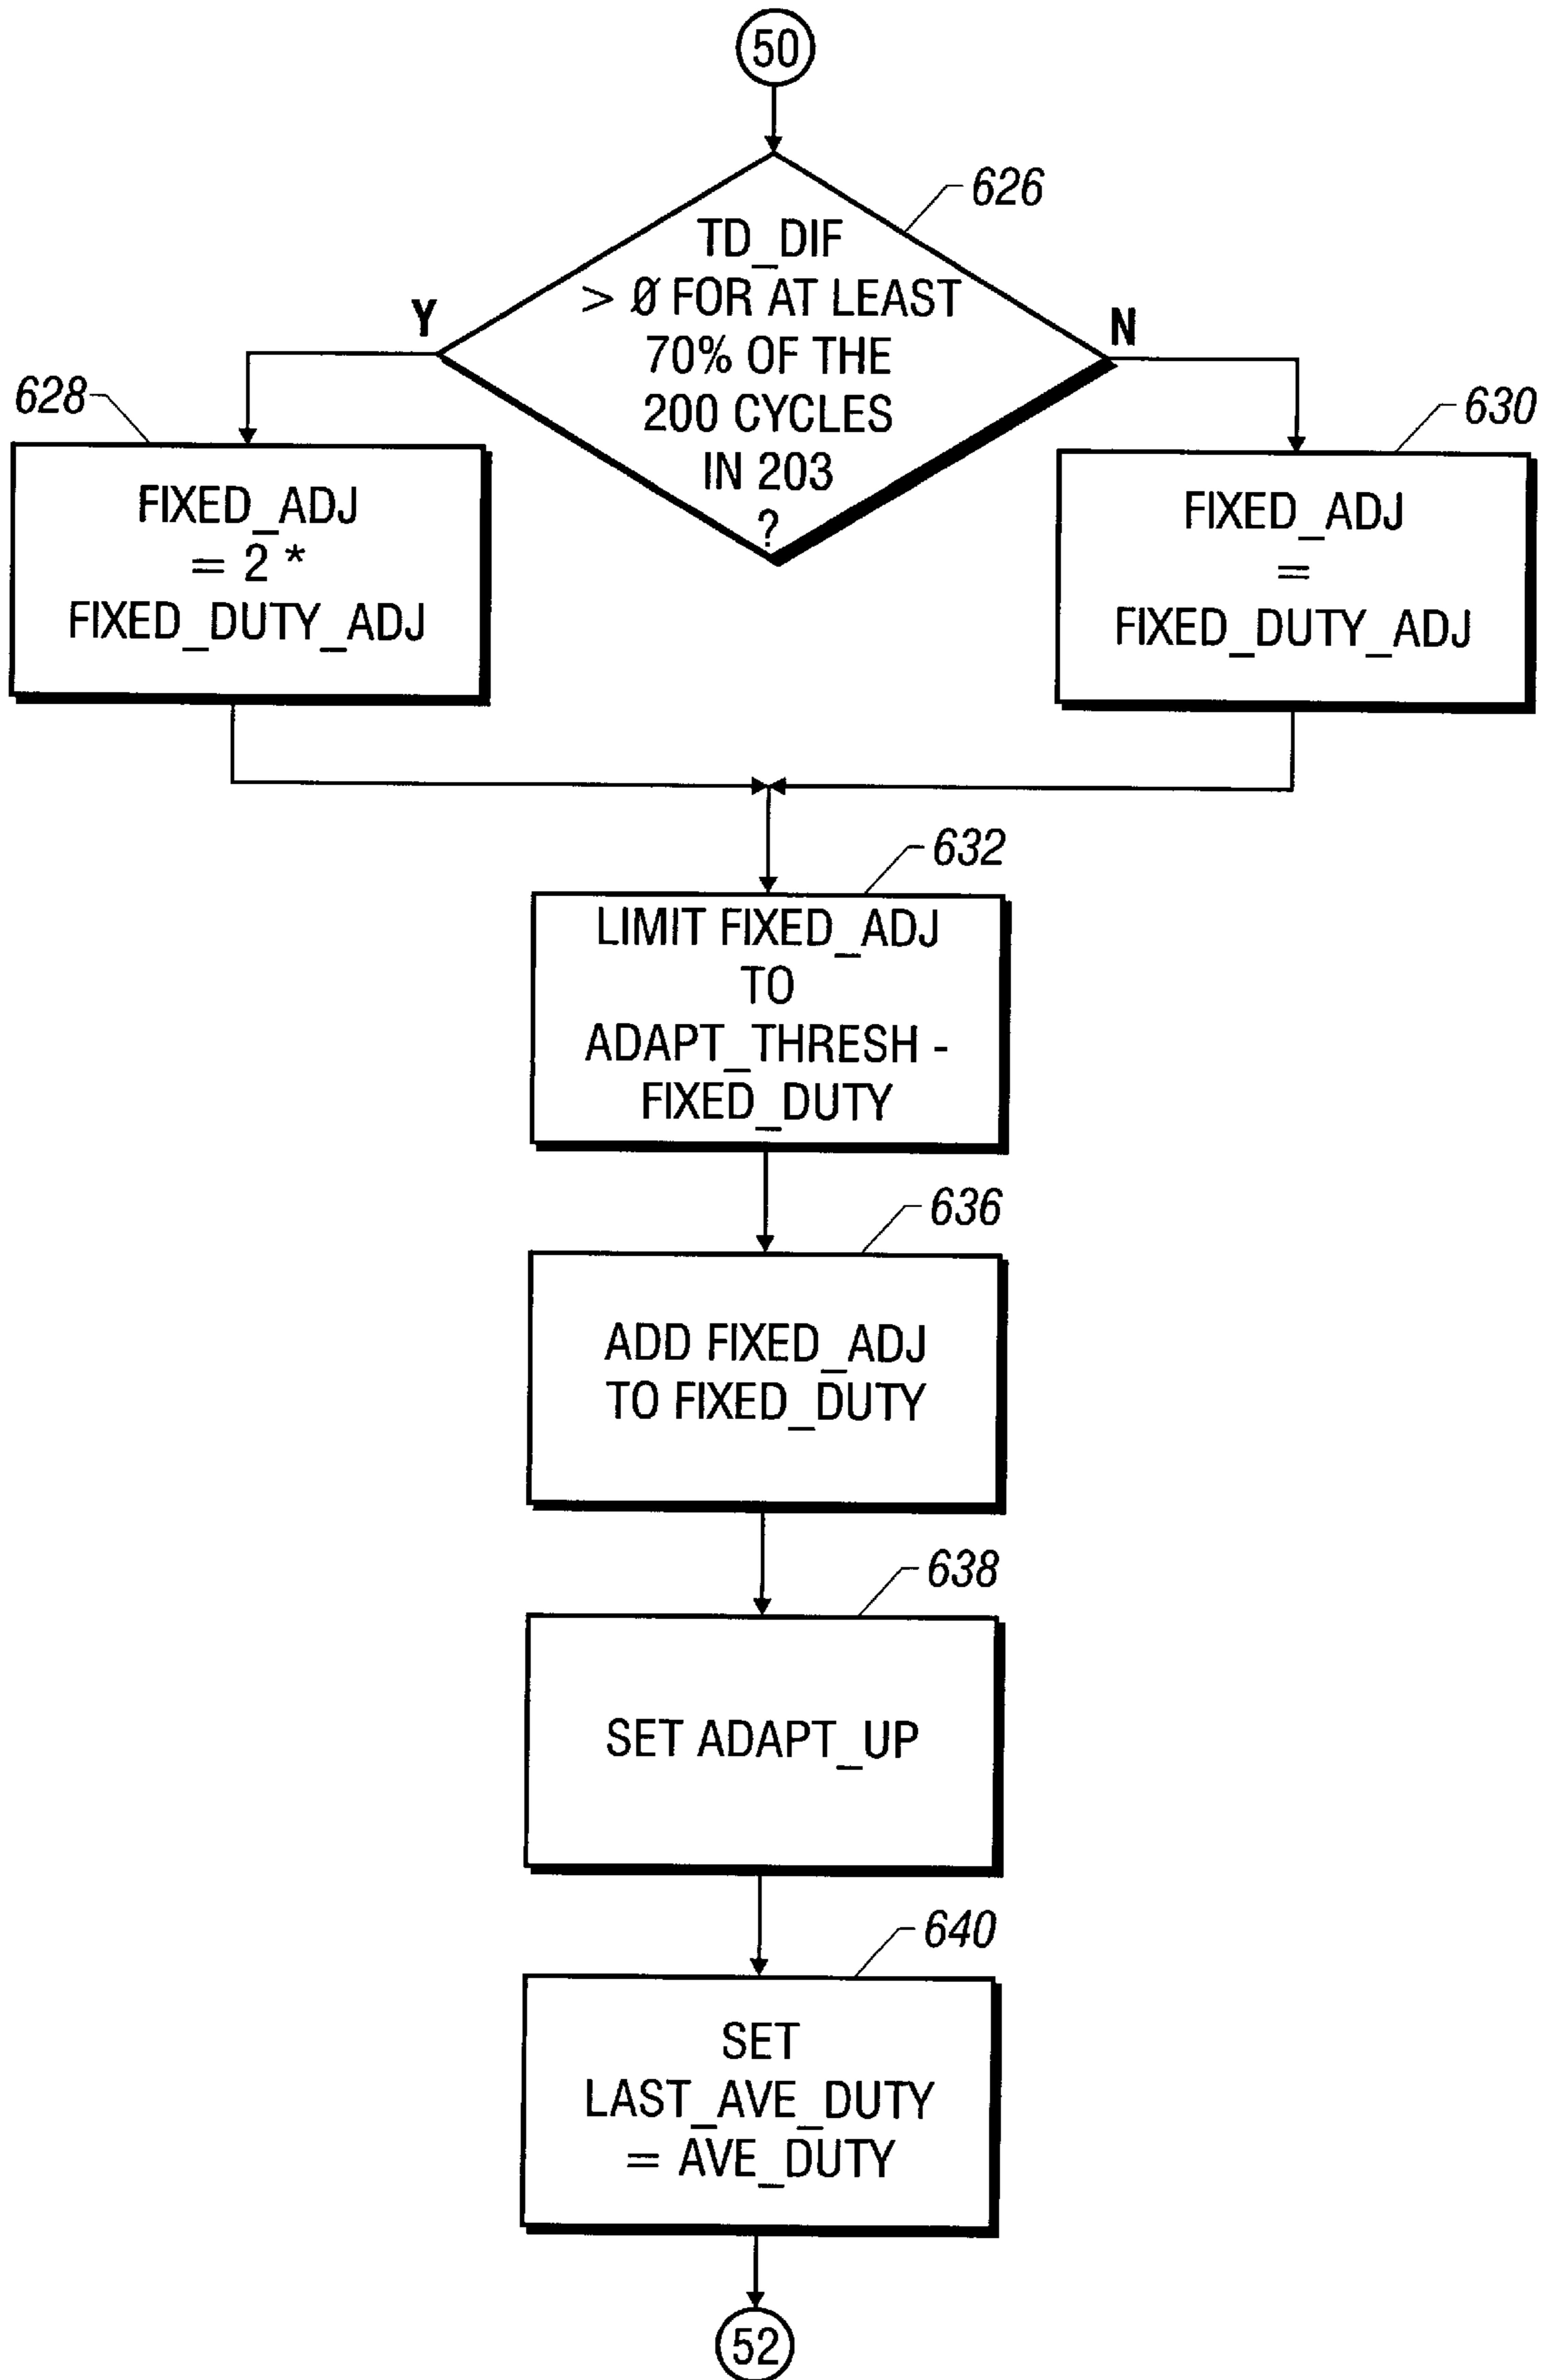 50
626
TD_DIF
> Ø FOR AT LEAST
70% OF THE
200 CYCLES
IN 203
?
Y
N
628
FIXED_ADJ
= 2 *
FIXED_DUTY_ADJ
630
FIXED_ADJ
=
FIXED_DUTY_ADJ
632
LIMIT FIXED_ADJ
TO
ADAPT_THRESH -
FIXED_DUTY
636
ADD FIXED_ADJ
TO FIXED_DUTY
638
SET ADAPT_UP
640
SET
LAST_AVE_DUTY
= AVE_DUTY
52